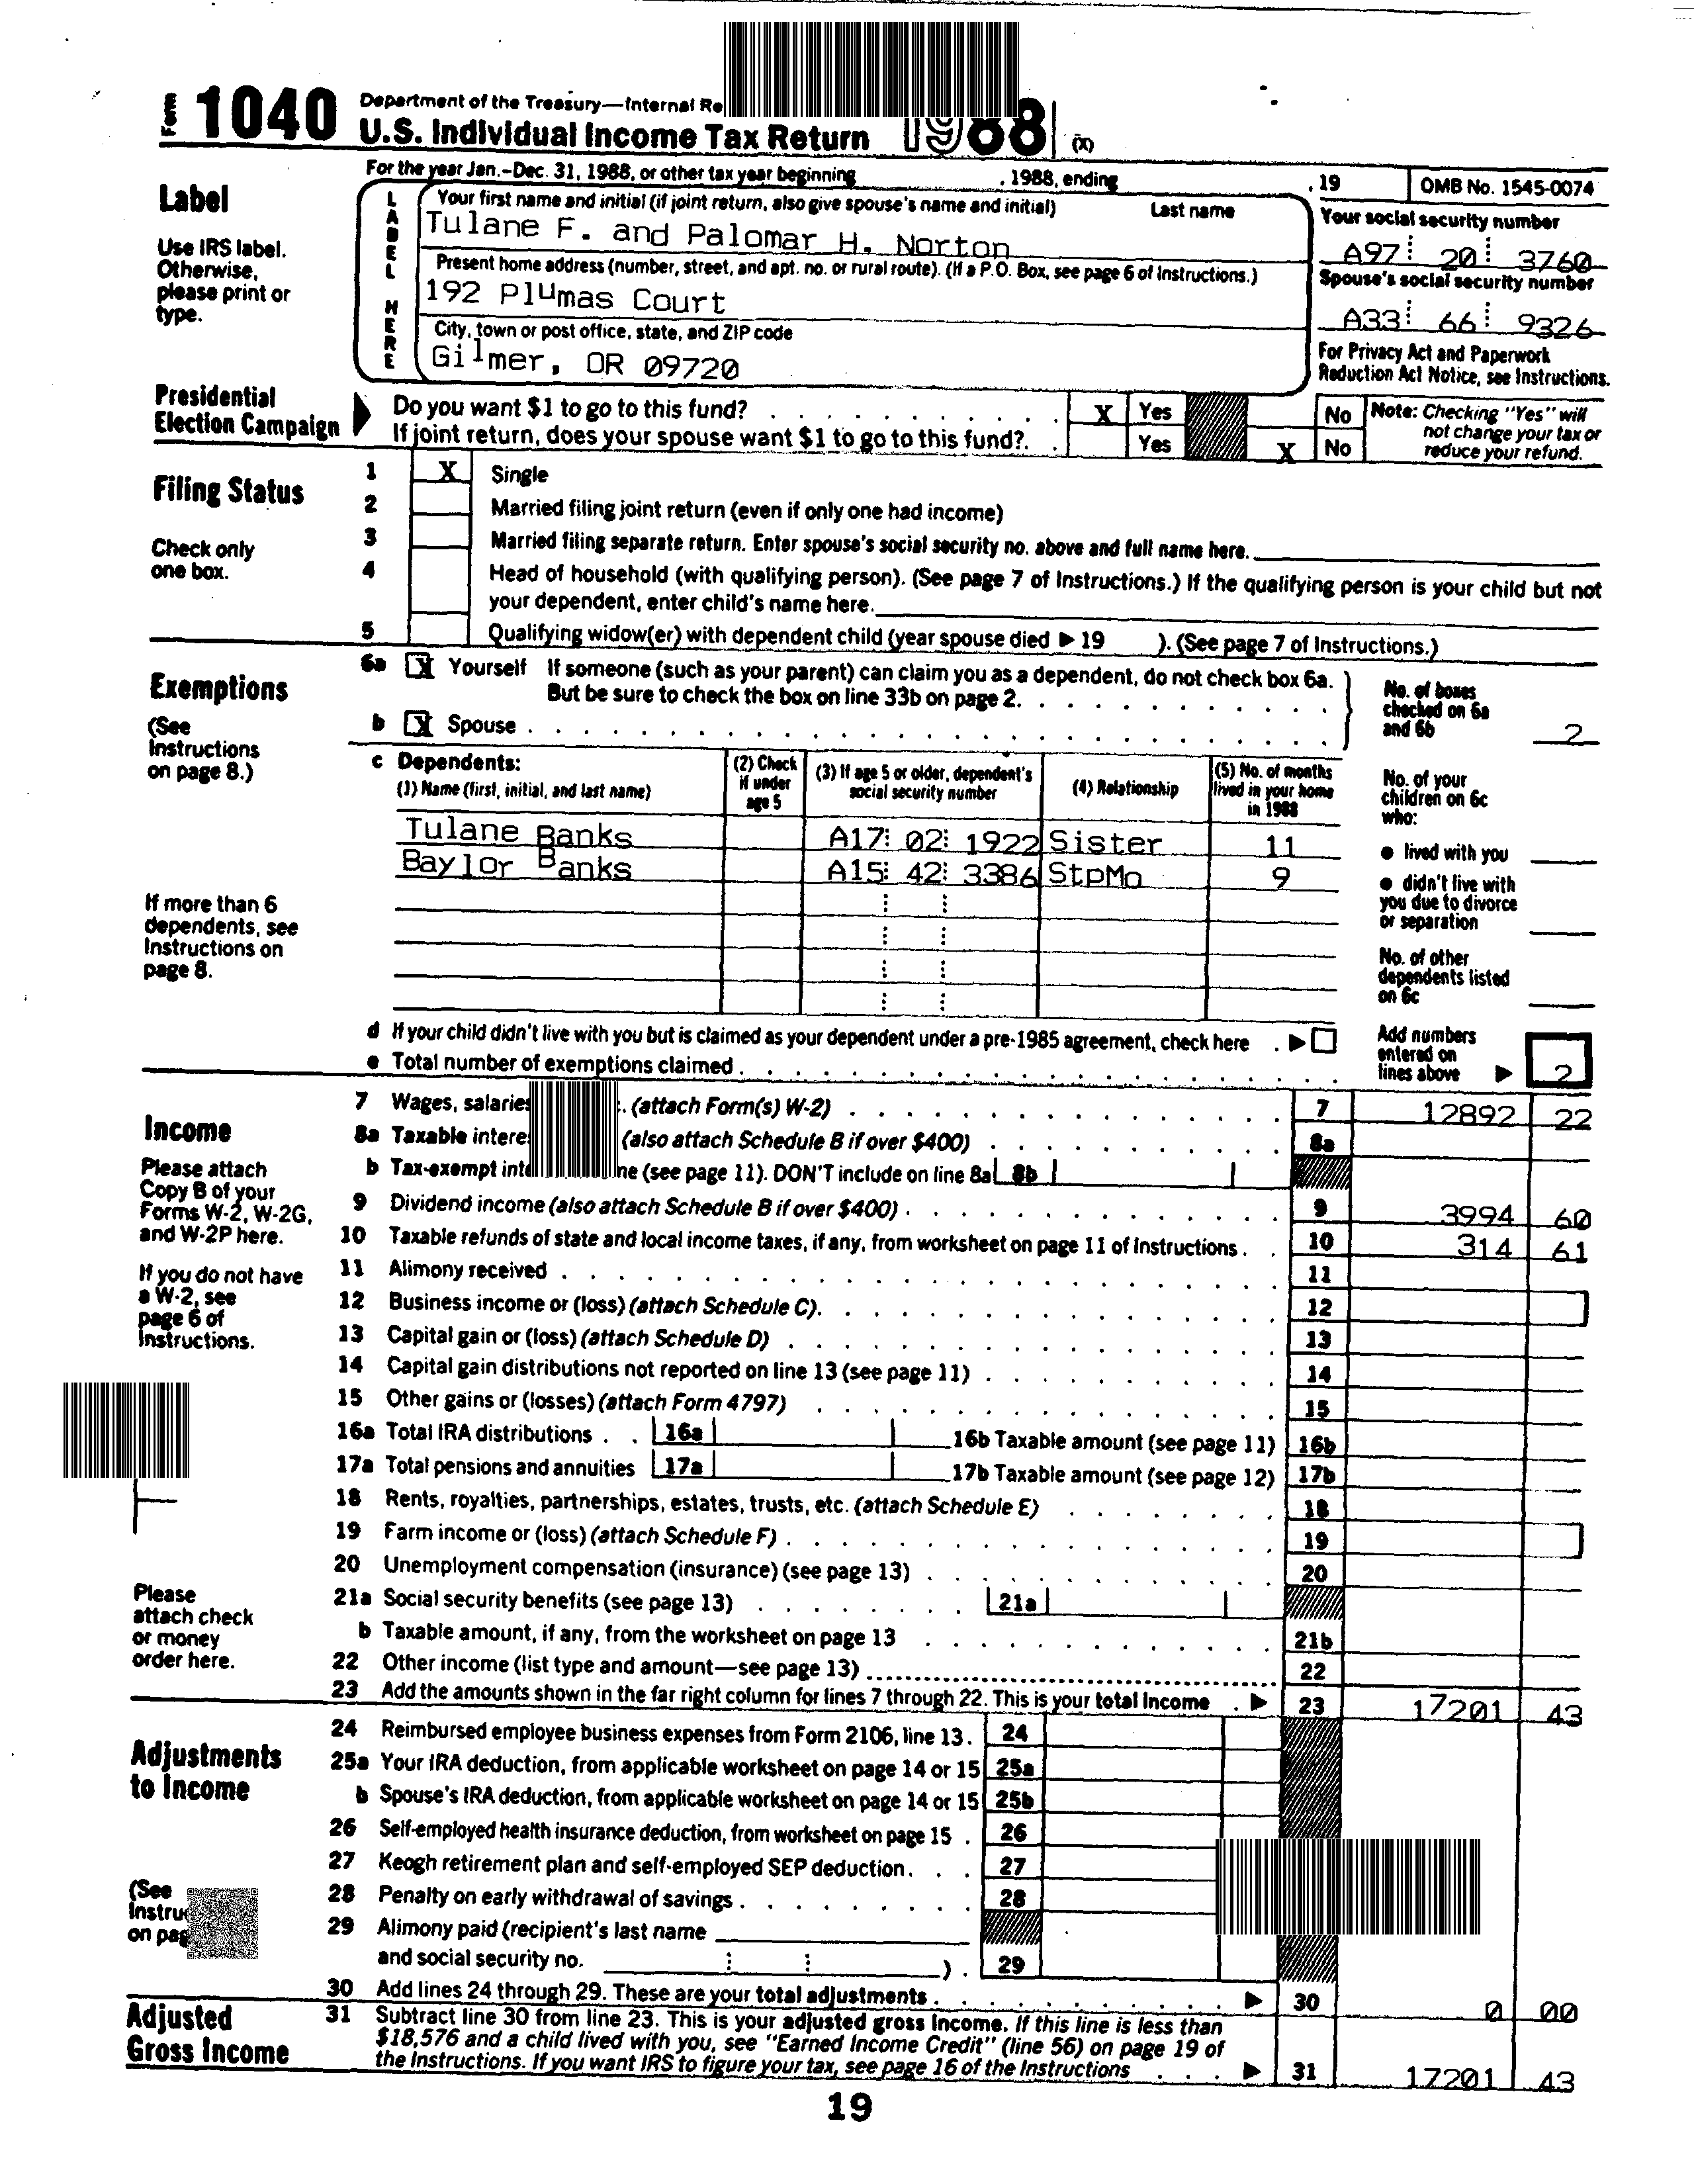 Form 1040 Department of the Treasury—Internal Re
U.S. Individual Income Tax Return 1988 (X)
For the year Jan.–Dec. 31, 1988, or other tax year beginning , 1988, ending , 19 OMB No. 1545-0074
Label
Use IRS label.
Otherwise,
please print or
type.
LABEL HERE
Your first name and initial (if joint return, also give spouse's name and initial) Last name
Tulane F. and Palomar H. Norton
Your social security number
A97 20 3760
Present home address (number, street, and apt. no. or rural route). (If a P.O. Box, see page 6 of Instructions.)
192 Plumas Court
Spouse's social security number
A33 66 9326
City, town or post office, state, and ZIP code
Gilmer, OR 09720
For Privacy Act and Paperwork
Reduction Act Notice, see Instructions.
Presidential
Election Campaign
Do you want $1 to go to this fund? X Yes No
If joint return, does your spouse want $1 to go to this fund?. Yes X No
Note: Checking "Yes" will
not change your tax or
reduce your refund.
Filing Status
Check only
one box.
1 X Single
2 Married filing joint return (even if only one had income)
3 Married filing separate return. Enter spouse's social security no. above and full name here.
4 Head of household (with qualifying person). (See page 7 of Instructions.) If the qualifying person is your child but not
your dependent, enter child's name here.
5 Qualifying widow(er) with dependent child (year spouse died ▶ 19 ). (See page 7 of Instructions.)
Exemptions
(See
Instructions
on page 8.)
6a X Yourself If someone (such as your parent) can claim you as a dependent, do not check box 6a.
But be sure to check the box on line 33b on page 2.
b X Spouse
No. of boxes
checked on 6a
and 6b 2
c Dependents:
(1) Name (first, initial, and last name)
(2) Check
if under
age 5
(3) If age 5 or older, dependent's
social security number
(4) Relationship
(5) No. of months
lived in your home
in 1988
Tulane Banks A17 02 1922 Sister 11
Baylor Banks A15 42 3386 StpMo 9
No. of your
children on 6c
who:
● lived with you
● didn't live with
you due to divorce
or separation
No. of other
dependents listed
on 6c
If more than 6
dependents, see
Instructions on
page 8.
d If your child didn't live with you but is claimed as your dependent under a pre-1985 agreement, check here . ▶
e Total number of exemptions claimed
Add numbers
entered on
lines above ▶ 2
Income
Please attach
Copy B of your
Forms W-2, W-2G,
and W-2P here.
If you do not have
a W-2, see
page 6 of
Instructions.
7 Wages, salaries . (attach Form(s) W-2) 7 12892 22
8a Taxable intere (also attach Schedule B if over $400) 8a
b Tax-exempt inte ne (see page 11). DON'T include on line 8a 8b
9 Dividend income (also attach Schedule B if over $400) 9 3994 60
10 Taxable refunds of state and local income taxes, if any, from worksheet on page 11 of Instructions 10 314 61
11 Alimony received 11
12 Business income or (loss) (attach Schedule C) 12
13 Capital gain or (loss) (attach Schedule D) 13
14 Capital gain distributions not reported on line 13 (see page 11) 14
15 Other gains or (losses) (attach Form 4797) 15
16a Total IRA distributions 16a 16b Taxable amount (see page 11) 16b
17a Total pensions and annuities 17a 17b Taxable amount (see page 12) 17b
18 Rents, royalties, partnerships, estates, trusts, etc. (attach Schedule E) 18
19 Farm income or (loss) (attach Schedule F) 19
20 Unemployment compensation (insurance) (see page 13) 20
21a Social security benefits (see page 13) 21a
b Taxable amount, if any, from the worksheet on page 13 21b
22 Other income (list type and amount—see page 13) 22
23 Add the amounts shown in the far right column for lines 7 through 22. This is your total income ▶ 23 17201 43
Please
attach check
or money
order here.
Adjustments
to Income
(See
Instru
on pag
24 Reimbursed employee business expenses from Form 2106, line 13. 24
25a Your IRA deduction, from applicable worksheet on page 14 or 15 25a
b Spouse's IRA deduction, from applicable worksheet on page 14 or 15 25b
26 Self-employed health insurance deduction, from worksheet on page 15 26
27 Keogh retirement plan and self-employed SEP deduction 27
28 Penalty on early withdrawal of savings 28
29 Alimony paid (recipient's last name
and social security no. ) . 29
30 Add lines 24 through 29. These are your total adjustments ▶ 30 0 00
Adjusted
Gross Income
31 Subtract line 30 from line 23. This is your adjusted gross income. If this line is less than
$18,576 and a child lived with you, see "Earned Income Credit" (line 56) on page 19 of
the Instructions. If you want IRS to figure your tax, see page 16 of the Instructions ▶ 31 17201 43
19